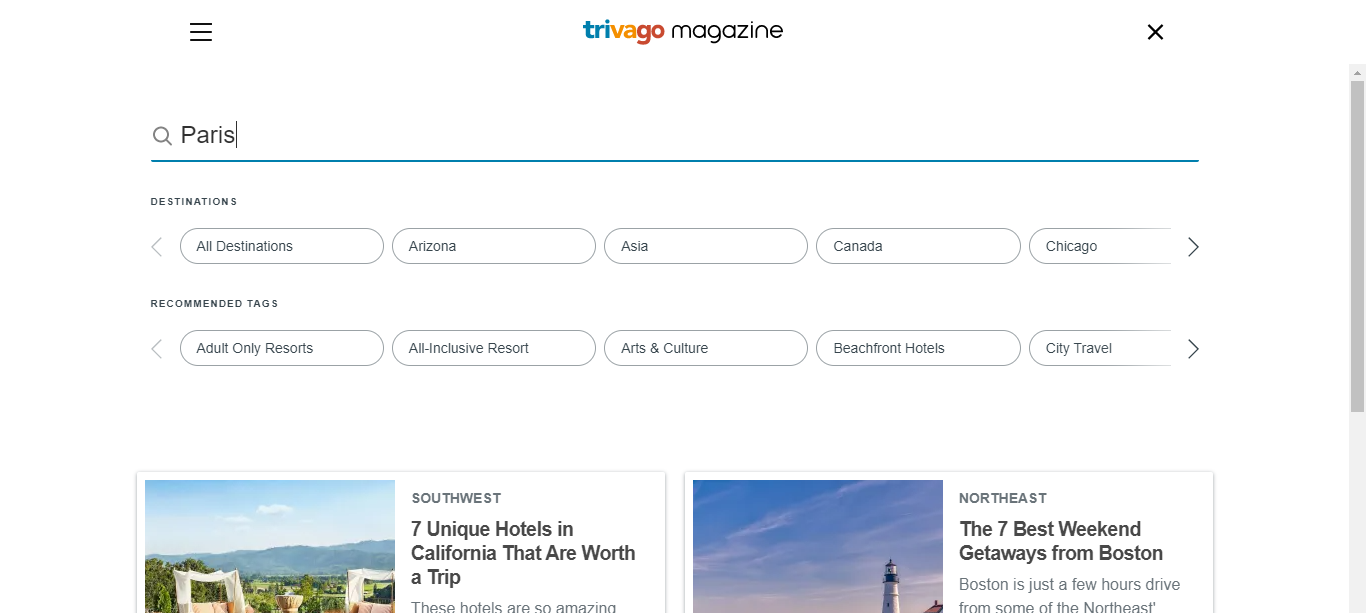 trivago magazine
Paris
DESTINATIONS
All Destinations
Arizona
Asia
Canada
Chicago
RECOMMENDED TAGS
Adult Only Resorts
All-Inclusive Resort
Arts & Culture
Beachfront Hotels
City Travel
SOUTHWEST
7 Unique Hotels in
California That Are Worth
a Trip
These hotels are so amazing
NORTHEAST
The 7 Best Weekend
Getaways from Boston
Boston is just a few hours drive
from some of the Northeast'